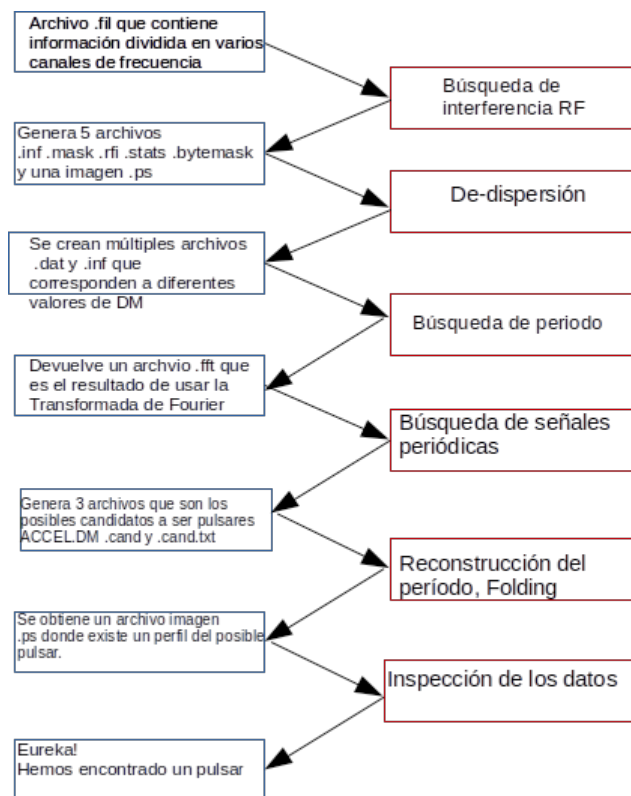 Archivo .fil que contiene
información dividida en varios
canales de frecuencia
Búsqueda de
interferencia RF
Genera 5 archivos
.inf .mask .rfi .stats .bytemask
y una imagen .ps
De-dispersión
Se crean múltiples archivos
.dat y .inf que
corresponden a diferentes
valores de DM
Búsqueda de periodo
Devuelve un archvio .fft que
es el resultado de usar la
Transformada de Fourier
Búsqueda de señales
periódicas
Genera 3 archivos que son los
posibles candidatos a ser pulsares
ACCEL.DM .cand y .cand.txt
Reconstrucción del
período, Folding
Se obtiene un archivo imagen
.ps donde existe un perfil del posible
pulsar.
Inspección de los datos
Eureka!
Hemos encontrado un pulsar